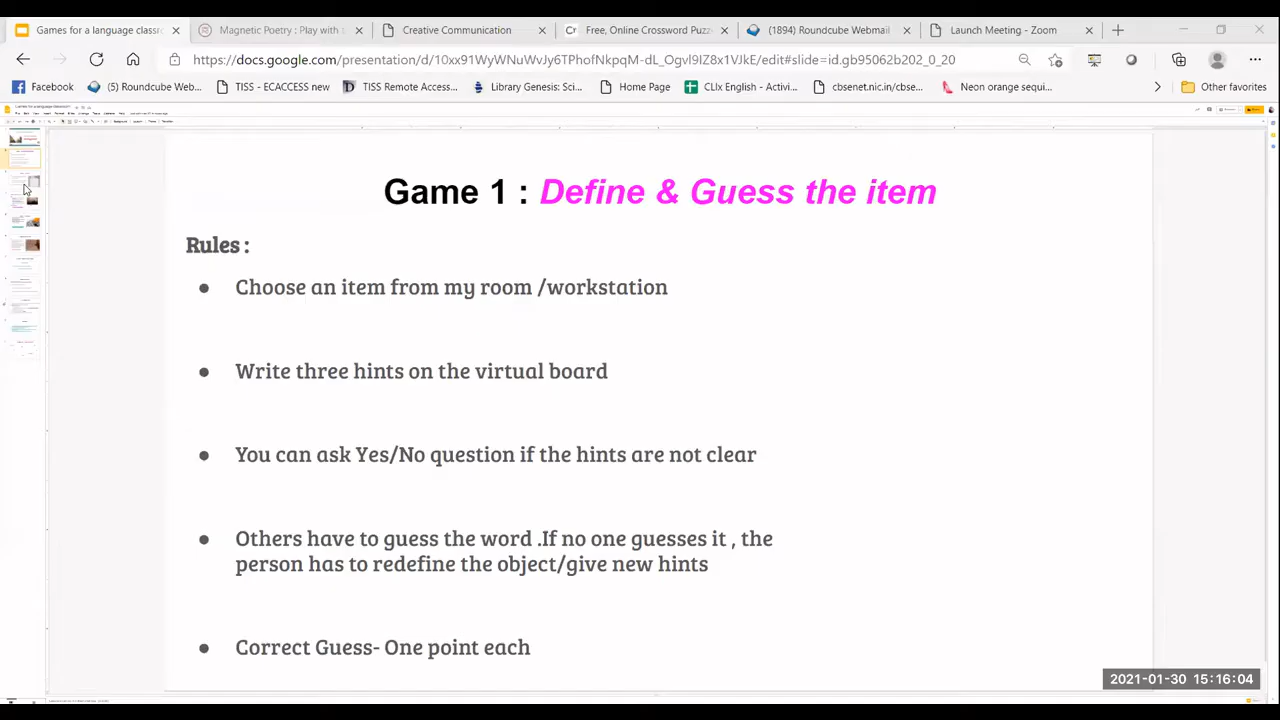 Games for a language classr
Magnetic Poetry : Play with
Creative Communication
Free, Online Crossword Puzz
(1894) Roundcube Webmail
Launch Meeting - Zoom
https://docs.google.com/presentation/d/10xx91WyWNuWvJy6TPhofNkpqM-dL_Ogvl9IZ8x1VJkE/edit#slide=id.gb95062b202_0_20
Facebook
(5) Roundcube Web...
TISS - ECACCESS new
TISS Remote Access...
Library Genesis: Sci...
Home Page
CLL English - Activi...
cbsenet.nic.in/cbse...
Neon orange sequi...
Other favorites
Game 1 : Define & Guess the item
Rules :
● Choose an item from my room /workstation
● Write three hints on the virtual board
● You can ask Yes/No question if the hints are not clear
● Others have to guess the word .If no one guesses it , the
person has to redefine the object/give new hints
● Correct Guess- One point each
2021-01-30 15:16:04